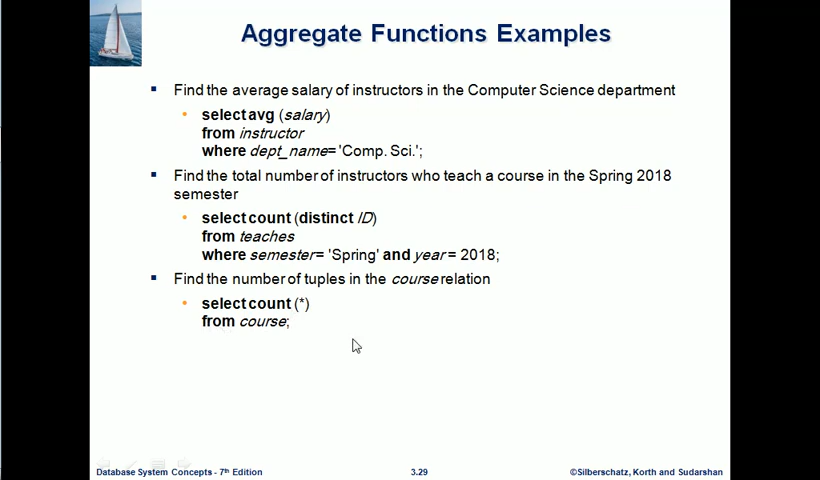 Aggregate Functions Examples
Find the average salary of instructors in the Computer Science department
select avg (salary)
from instructor
where dept_name= 'Comp. Sci.';
Find the total number of instructors who teach a course in the Spring 2018
semester
select count (distinct ID)
from teaches
where semester= 'Spring' and year = 2018;
Find the number of tuples in the course relation
select count (*)
from course;
Database System Concepts - 7th Edition
3.29
©Silberschatz, Korth and Sudarshan